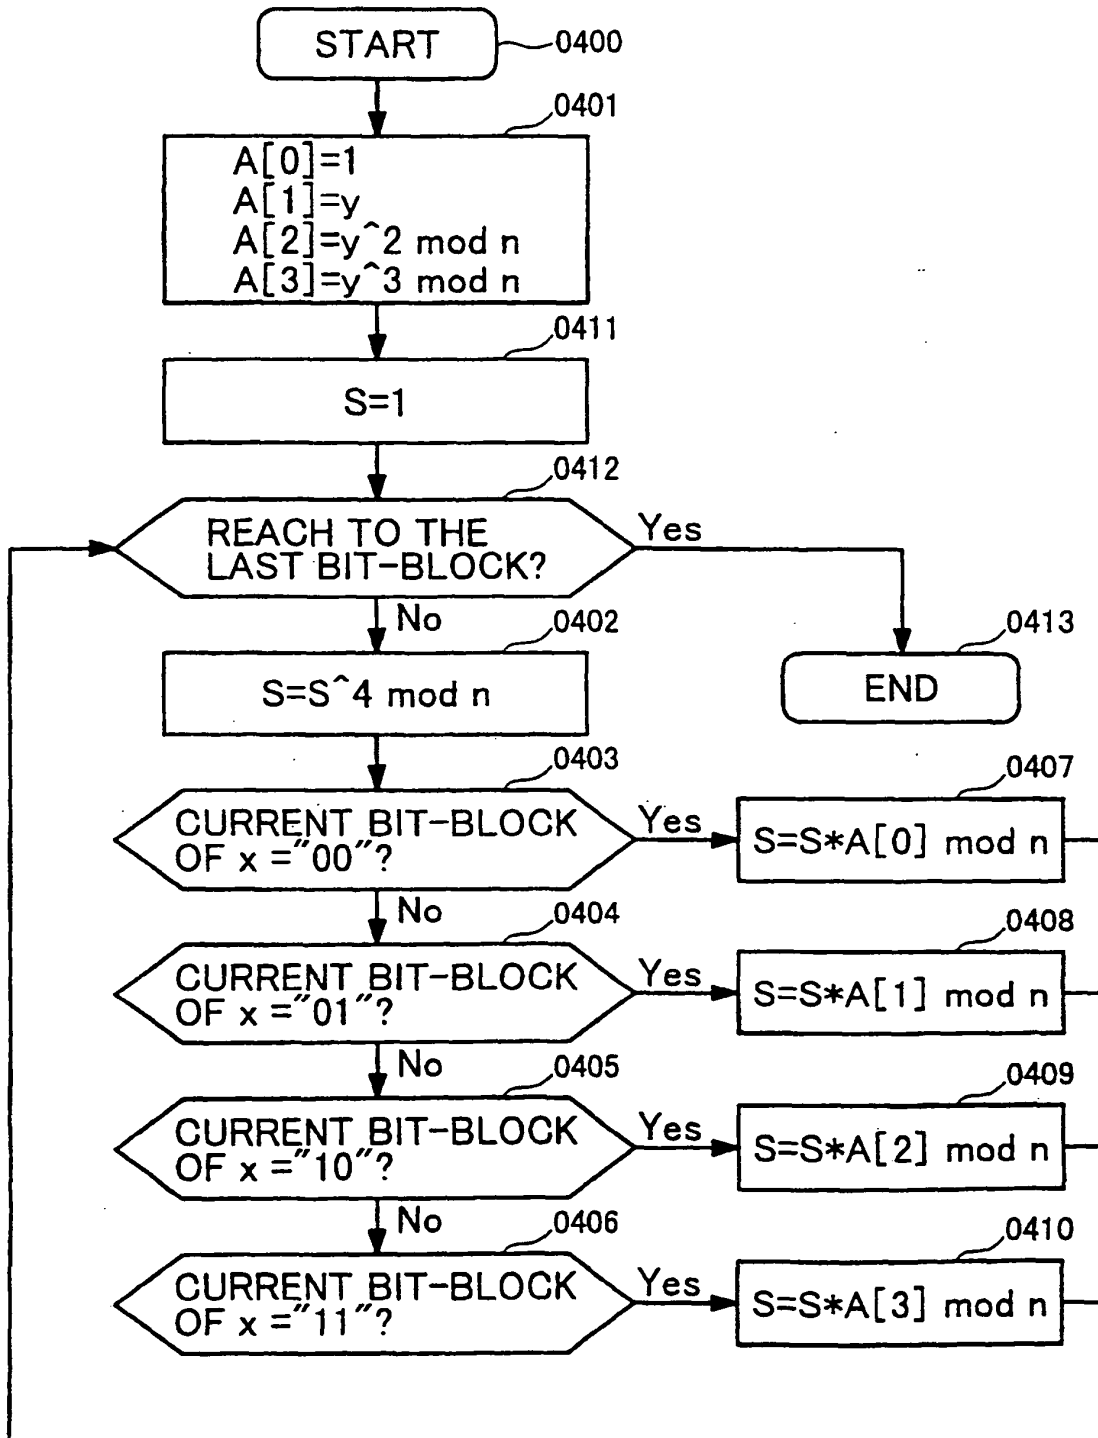 START
0400
0401
A[0]=1
A[1]=y
A[2]=y^2 mod n
A[3]=y^3 mod n
0411
S=1
0412
REACH TO THE
LAST BIT-BLOCK?
Yes
No
0402
S=S^4 mod n
0413
END
0403
CURRENT BIT-BLOCK
OF x ="00"?
Yes
0407
S=S*A[0] mod n
No
0404
CURRENT BIT-BLOCK
OF x ="01"?
Yes
0408
S=S*A[1] mod n
No
0405
CURRENT BIT-BLOCK
OF x ="10"?
Yes
0409
S=S*A[2] mod n
No
0406
CURRENT BIT-BLOCK
OF x ="11"?
Yes
0410
S=S*A[3] mod n